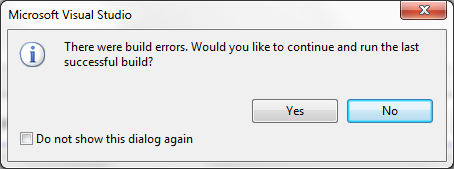 Microsoft Visual Studio
There were build errors. Would you like to continue and run the last
successful build?
Yes
No
Do not show this dialog again